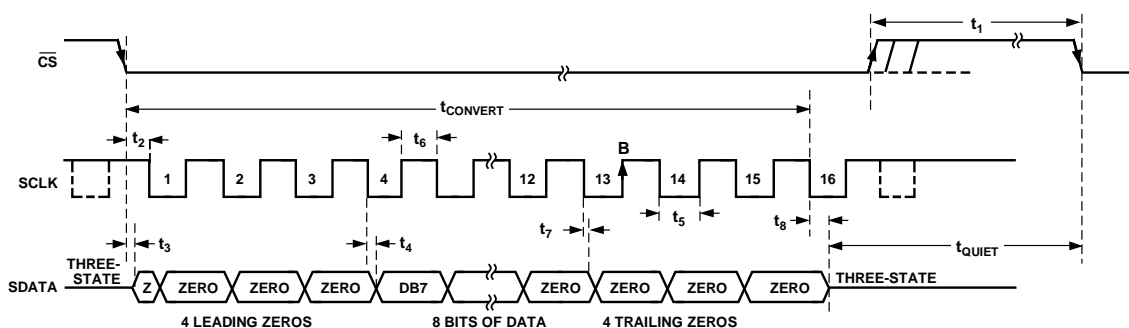 t1
CS
tCONVERT
t2
t6
B
SCLK
1 2 3 4 12 13 14 15 16
t3
t4
t7
t5
t8
tQUIET
THREE-
STATE
THREE-STATE
SDATA
Z ZERO ZERO ZERO DB7 ZERO ZERO ZERO ZERO
4 LEADING ZEROS 8 BITS OF DATA 4 TRAILING ZEROS